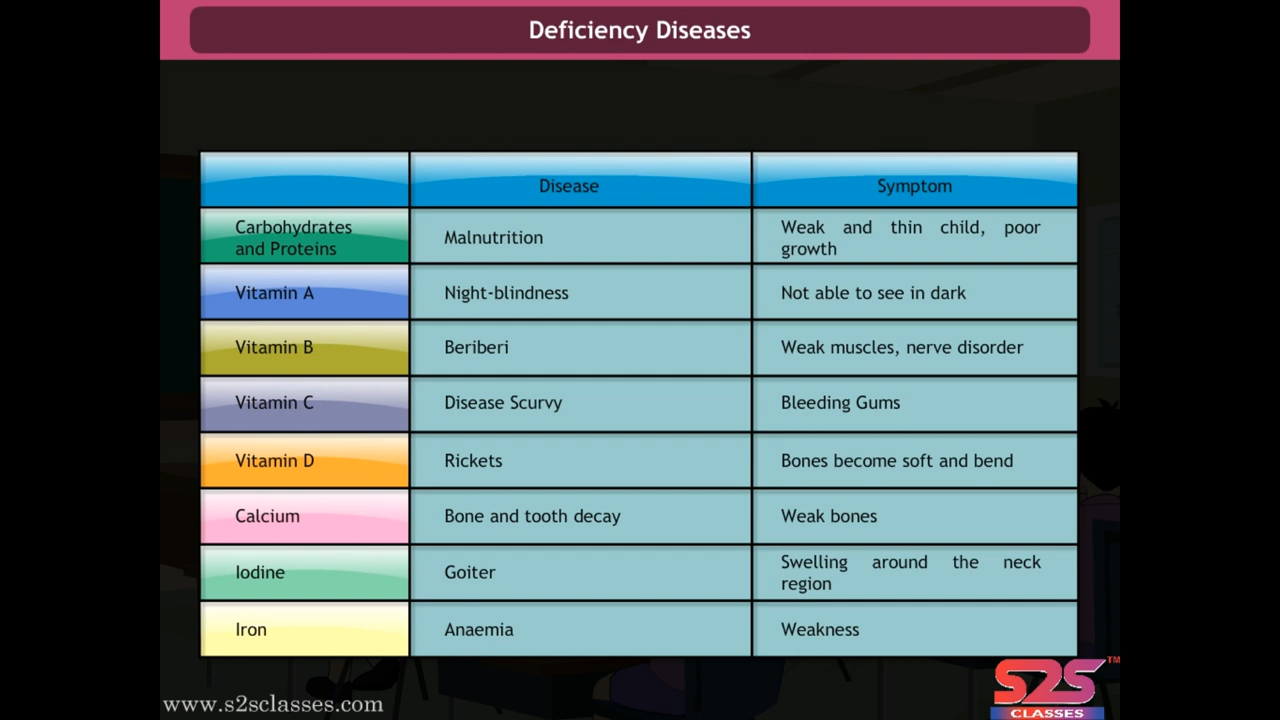 Deficiency Diseases
Disease Symptom
Carbohydrates
and Proteins
Malnutrition
Weak and thin child, poor
growth
Vitamin A Night-blindness Not able to see in dark
Vitamin B Beriberi Weak muscles, nerve disorder
Vitamin C Disease Scurvy Bleeding Gums
Vitamin D Rickets Bones become soft and bend
Calcium Bone and tooth decay Weak bones
Iodine Goiter
Swelling around the neck
region
Iron Anaemia Weakness
www.s2sclasses.com
S2S TM
CLASSES